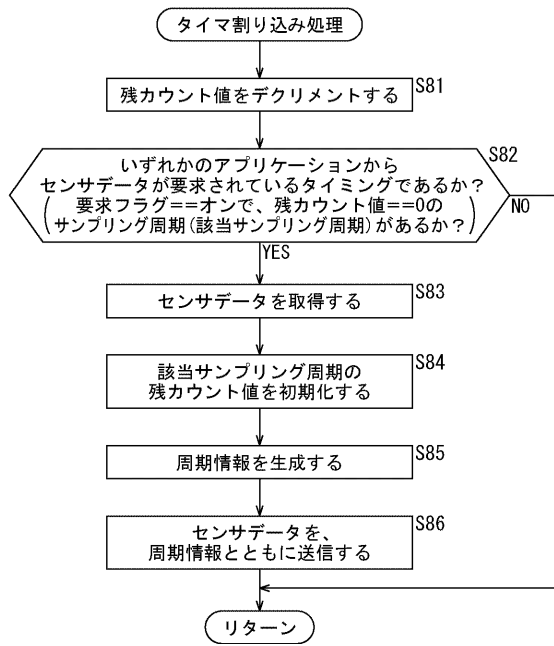 タイマ割り込み処理
残カウント値をデクリメントする
S81
いずれかのアプリケーションから
センサデータが要求されているタイミングであるか?
要求フラグ==オンで、残カウント値==0の
サンプリング周期(該当サンプリング周期)があるか?
S82
NO
YES
センサデータを取得する
S83
該当サンプリング周期の
残カウント値を初期化する
S84
周期情報を生成する
S85
センサデータを、
周期情報とともに送信する
S86
リターン